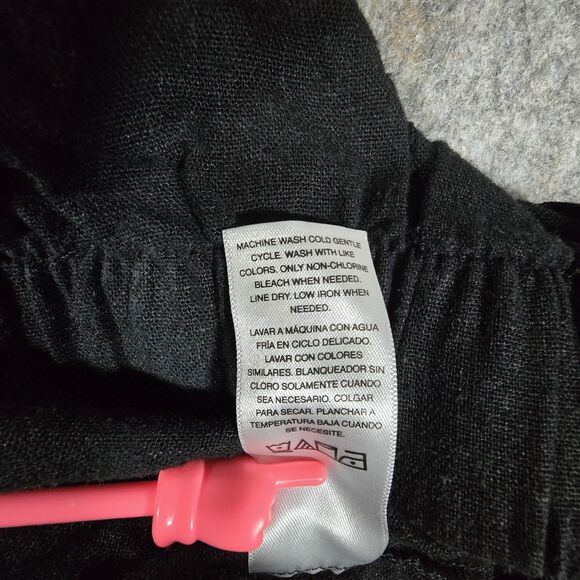 MACHINE WASH COLD GENTLE
CYCLE. WASH WITH LIKE
COLORS. ONLY NON-CHLORINE
BLEACH WHEN NEEDED.
LINE DRY. LOW IRON WHEN
NEEDED.
LAVAR A MÁQUINA CON AGUA
FRÍA EN CICLO DELICADO.
LAVAR CON COLORES
SIMILARES. BLANQUEADOR SIN
CLORO SOLAMENTE CUANDO
SEA NECESARIO. COLGAR
PARA SECAR. PLANCHAR A
TEMPERATURA BAJA CUANDO
SE NECESITE.